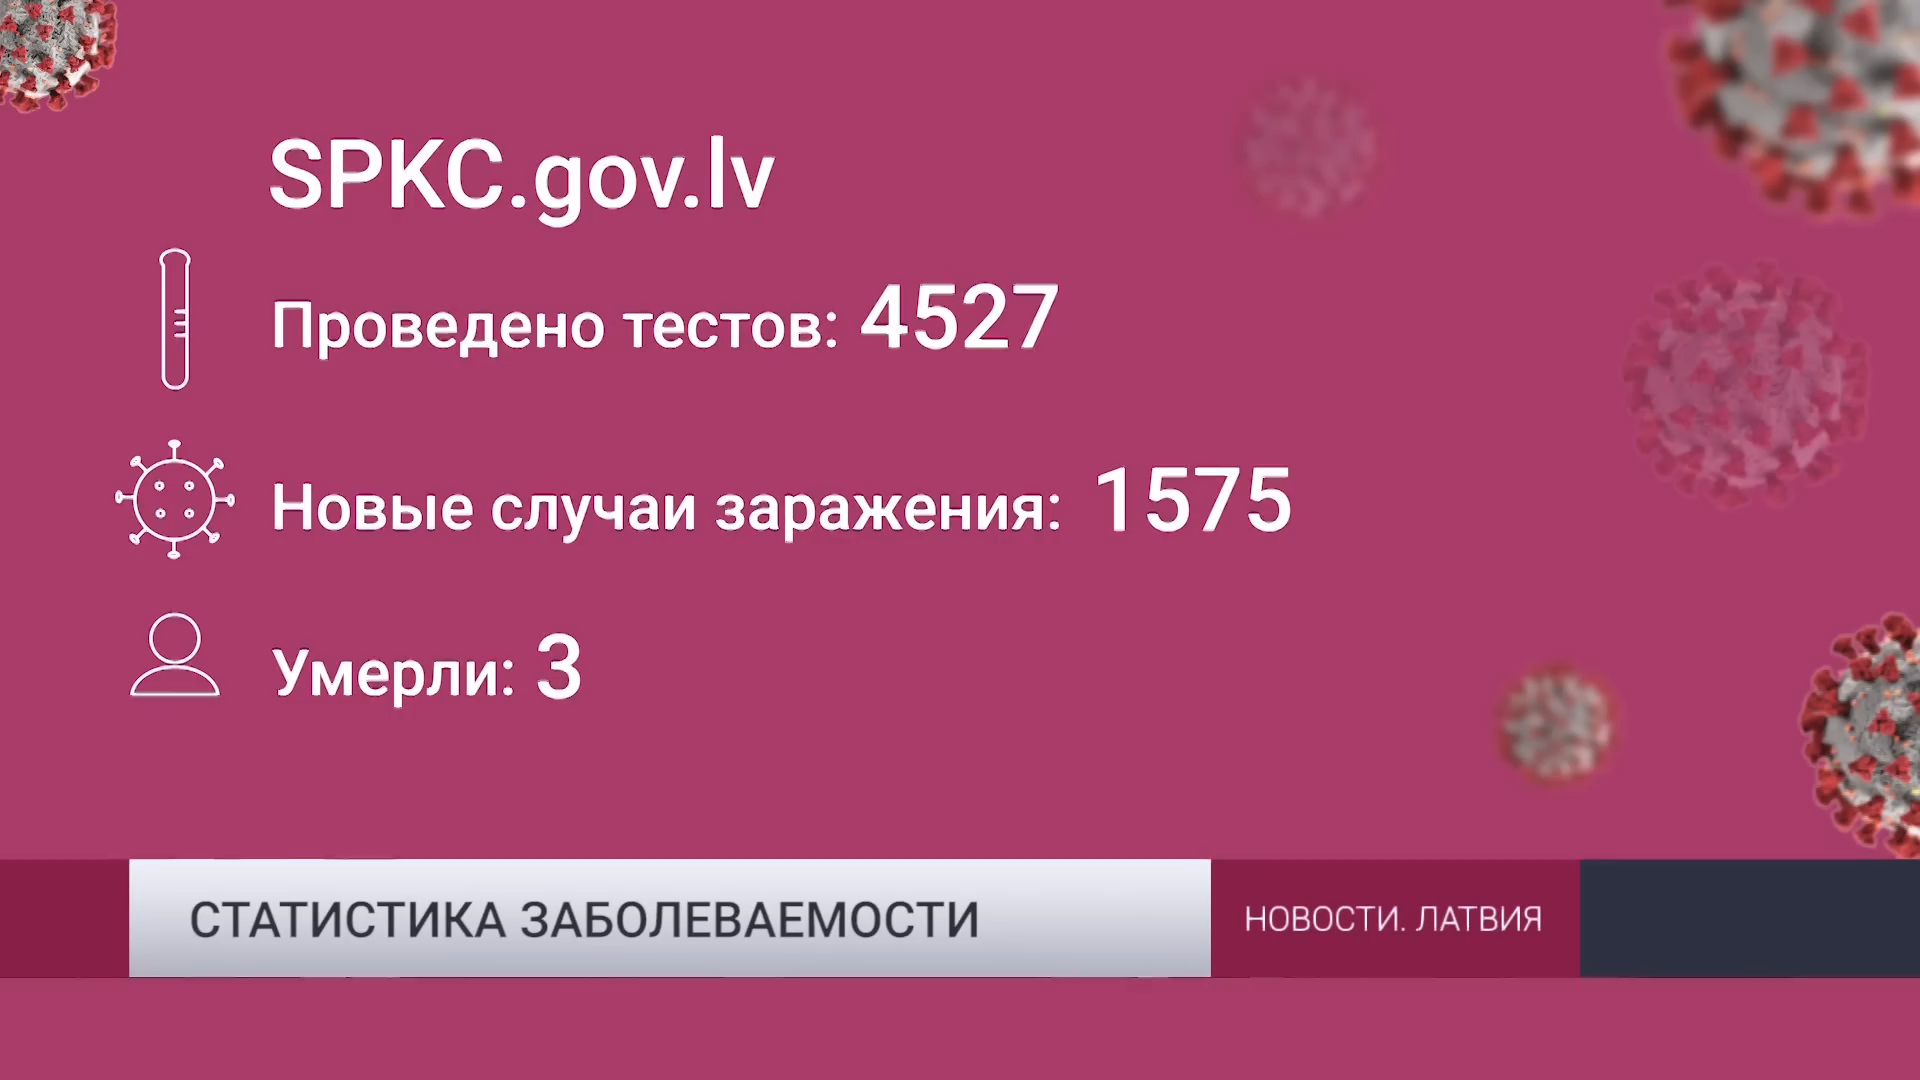 SPKC.gov.lv
Проведено тестов: 4527
Новые случаи заражения: 1575
Умерли: 3
СТАТИСТИКА ЗАБОЛЕВАЕМОСТИ
НОВОСТИ. ЛАТВИЯ